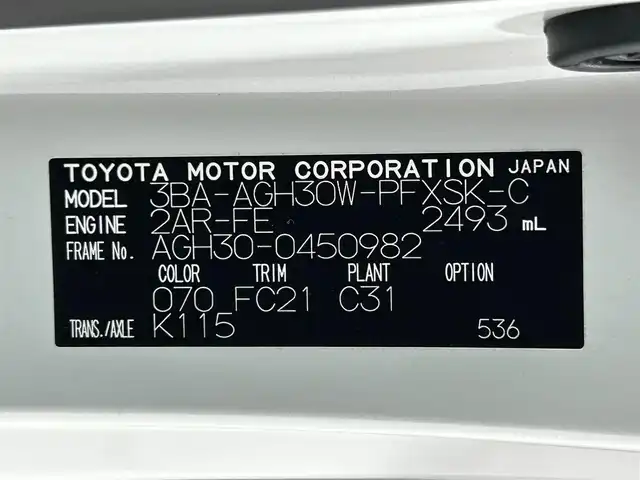 TOYOTA MOTOR CORPORATION JAPAN
MODEL 3BA-AGH30W-PFXSK-C
ENGINE 2AR-FE 2493 mL
FRAME No. AGH30-0450982
COLOR TRIM PLANT OPTION
070 FC21 C31
TRANS./AXLE K115 536